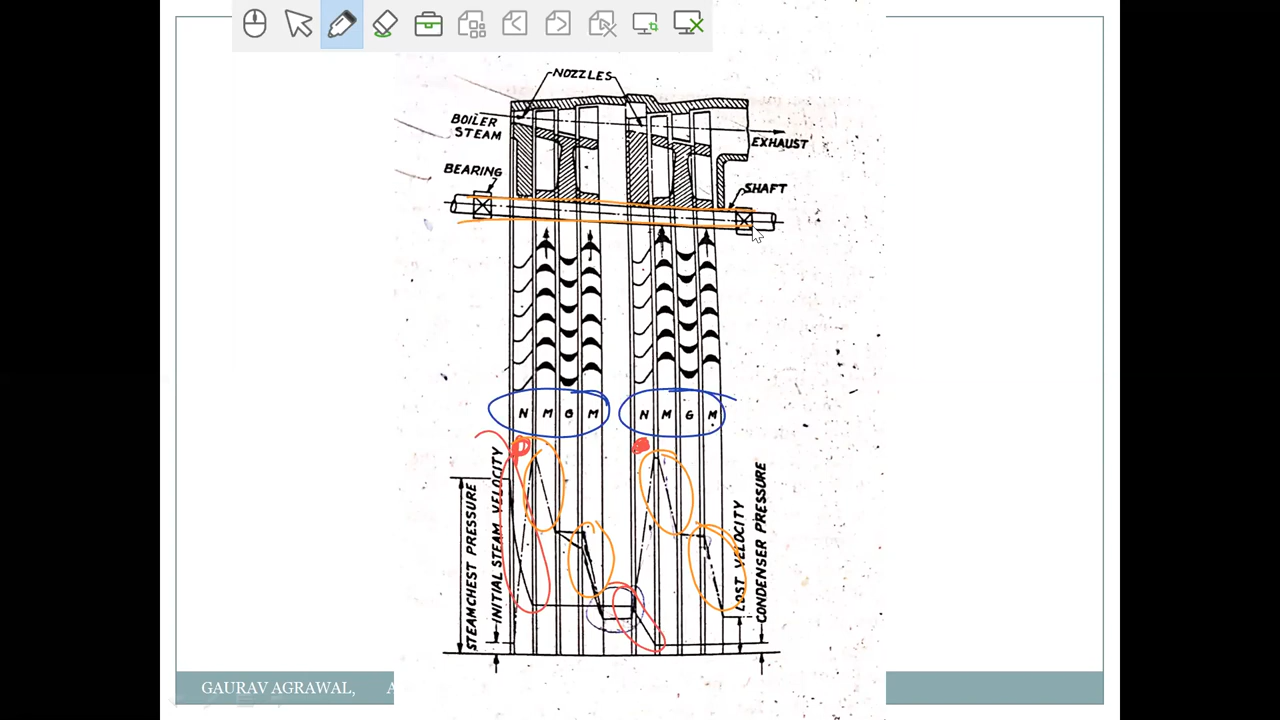 NOZZLES
BOILER
STEAM
EXHAUST
BEARING
SHAFT
N M G M N M G M
STEAMCHEST PRESSURE
INITIAL STEAM VELOCITY
LOST VELOCITY
CONDENSER PRESSURE
GAURAV AGRAWAL, A